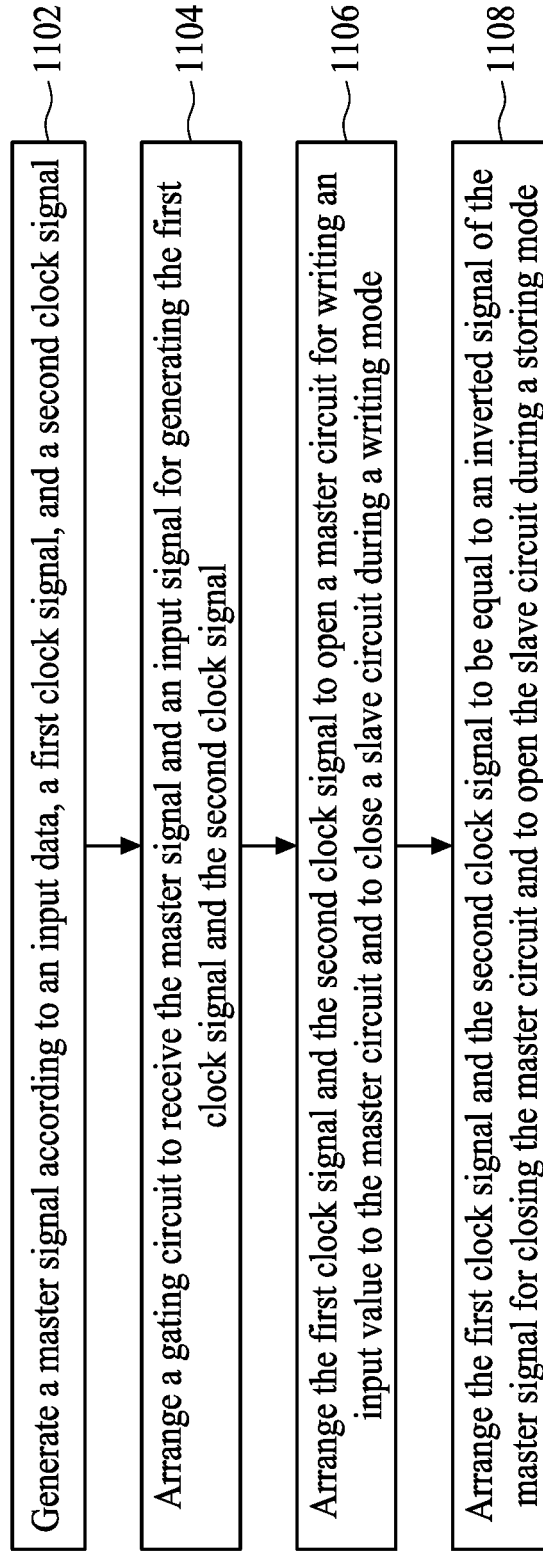 Generate a master signal according to an input data, a first clock signal, and a second clock signal
1102
Arrange a gating circuit to receive the master signal and an input signal for generating the first
clock signal and the second clock signal
1104
Arrange the first clock signal and the second clock signal to open a master circuit for writing an
input value to the master circuit and to close a slave circuit during a writing mode
1106
Arrange the first clock signal and the second clock signal to be equal to an inverted signal of the
master signal for closing the master circuit and to open the slave circuit during a storing mode
1108